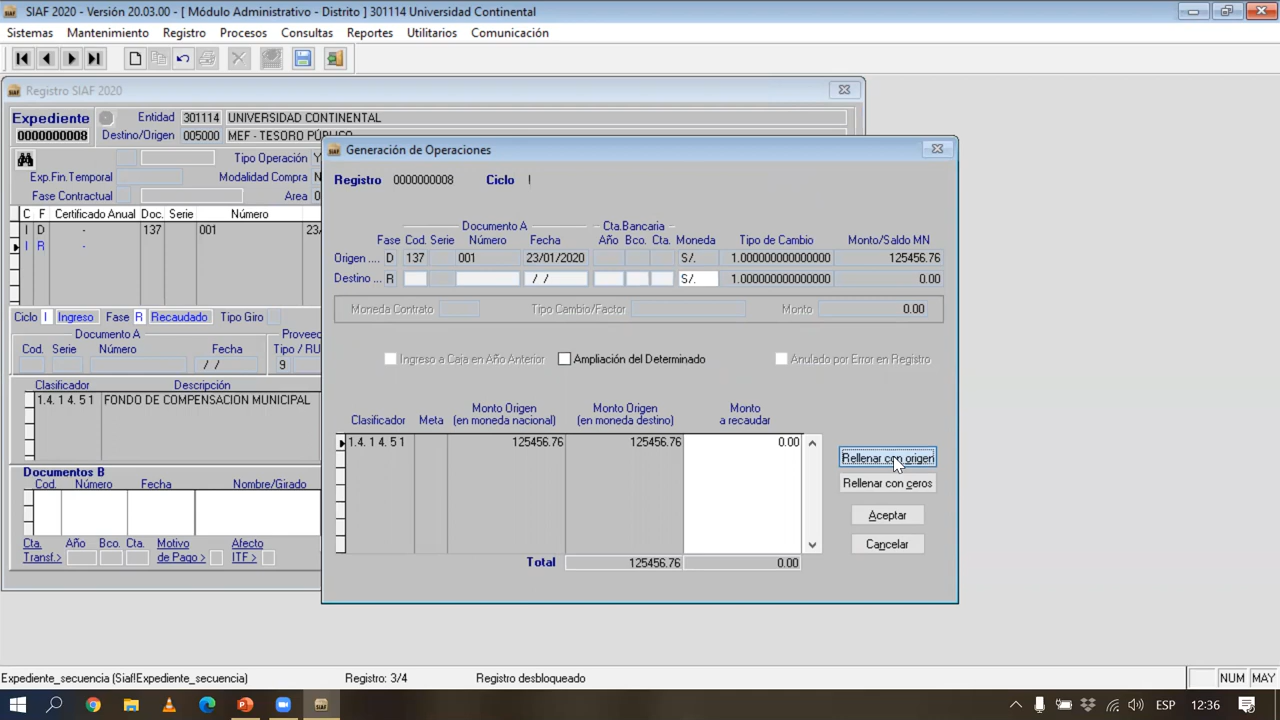 SIAF 2020 - Version 20.03.00 - [ Módulo Administrativo - Distrito ] 301114 Universidad Continental
Sistemas Mantenimiento Registro Procesos Consultas Reportes Utilitarios Comunicación
Registro SIAF 2020
Expediente Entidad 301114 UNIVERSIDAD CONTINENTAL
0000000008 Destino/Origen 005000 MEF - TESORO PÚBLICO
Tipo Operación Y
Exp.Fin.Temporal Modalidad Compra N
Fase Contractual Area 0
C F Certificado Anual Doc. Serie Número
I D - 137 001 23/
I R -
Ciclo I Ingreso Fase R Recaudado Tipo Giro
Documento A Provee
Cod. Serie Número Fecha Tipo / RU
/ / 9
Clasificador Descripción
1.4. 1 4. 5 1 FONDO DE COMPENSACION MUNICIPAL
Documentos B
Cod. Número Fecha Nombre/Girado
Cta. Año Bco. Cta. Motivo Afecto
Transf.> de Pago > ITF >
Generación de Operaciones
Registro 0000000008 Ciclo I
Documento A Cta.Bancaria
Fase Cod. Serie Número Fecha Año Bco. Cta. Moneda Tipo de Cambio Monto/Saldo MN
Origen .... D 137 001 23/01/2020 S/. 1.000000000000000 125456.76
Destino ... R / / S/. 1.000000000000000 0.00
Moneda Contrato Tipo Cambio/Factor Monto 0.00
Ingreso a Caja en Año Anterior Ampliación del Determinado Anulado por Error en Registro
Monto Origen Monto Origen Monto
Clasificador Meta (en moneda nacional) (en moneda destino) a recaudar
1.4. 1 4. 5 1 125456.76 125456.76 0.00
Rellenar con origen
Rellenar con ceros
Aceptar
Cancelar
Total 125456.76 0.00
Expediente_secuencia (Siaf!Expediente_secuencia) Registro: 3/4 Registro desbloqueado NUM MAY
ESP 12:36